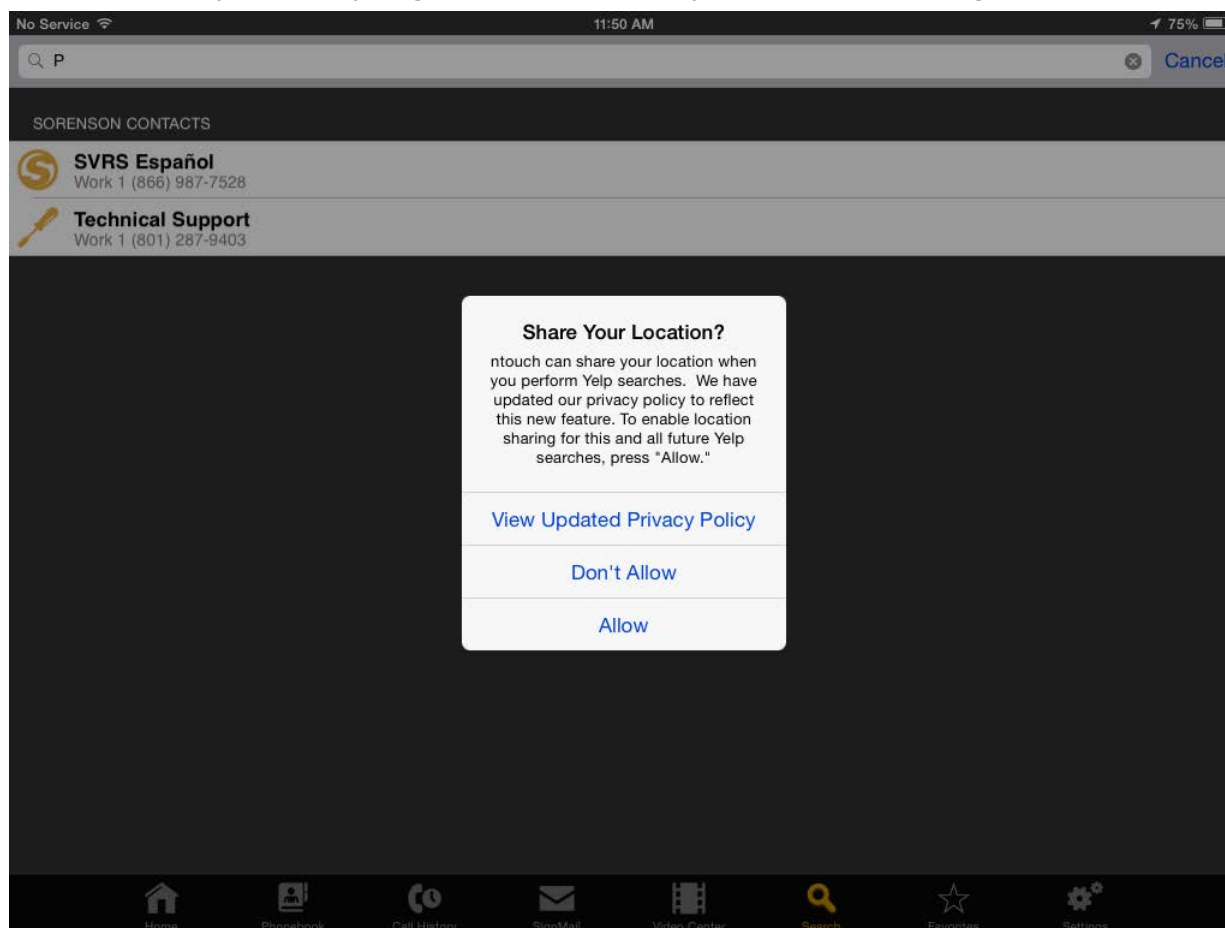 No Service 11:50 AM 75%
P Cancel
SORENSON CONTACTS
SVRS Español
Work 1 (866) 987-7528
Technical Support
Work 1 (801) 287-9403
Share Your Location?
ntouch can share your location when
you perform Yelp searches. We have
updated our privacy policy to reflect
this new feature. To enable location
sharing for this and all future Yelp
searches, press "Allow."
View Updated Privacy Policy
Don't Allow
Allow
Home Phonebook Call History SignMail Video Center Search Favorites Settings